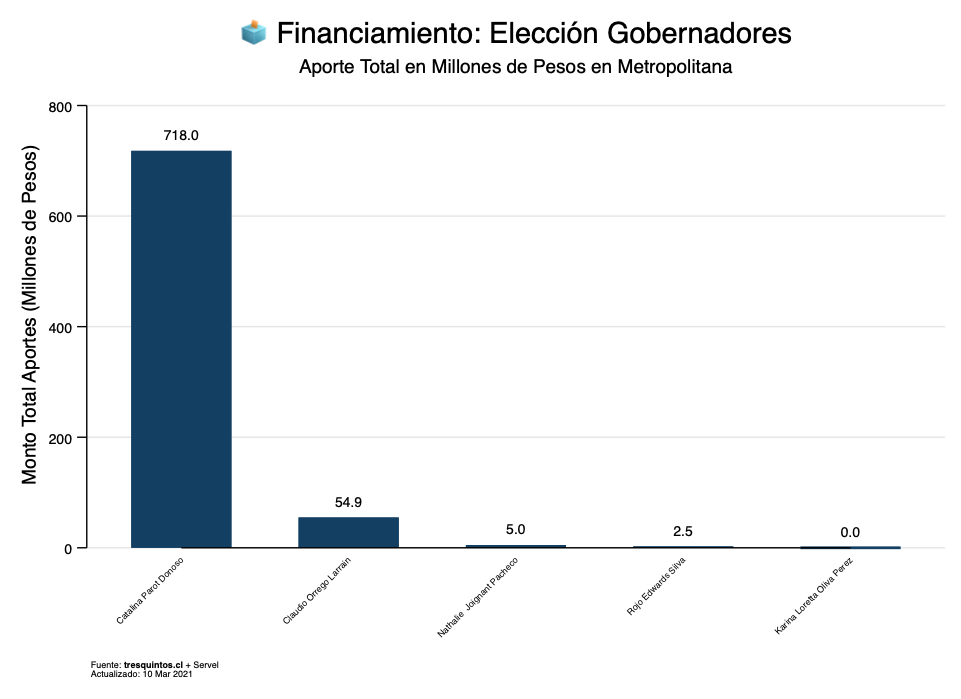 Financiamiento: Elección Gobernadores
Aporte Total en Millones de Pesos en Metropolitana
Monto Total Aportes (Millones de Pesos)
800
600
400
200
0
718.0
54.9
5.0
2.5
0.0
Catalina Parot Donoso
Claudio Orrego Larrain
Nathalie Joignant Pacheco
Rojo Edwards Silva
Karina Loretta Oliva Perez
Fuente: tresquintos.cl + Servel
Actualizado: 10 Mar 2021